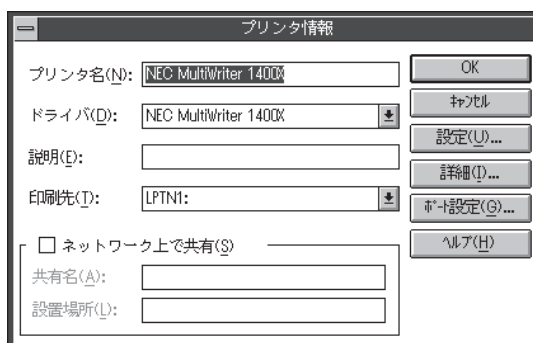 プリンタ情報
プリンタ名(N): NEC MultiWriter 1400X
ドライバ(D): NEC MultiWriter 1400X
説明(E):
印刷先(T): LPTN1:
ネットワーク上で共有(S)
共有名(A):
設置場所(L):
OK
ｷｬﾝｾﾙ
設定(U)...
詳細(I)...
ﾎﾟｰﾄ設定(G)...
ﾍﾙﾌﾟ(H)